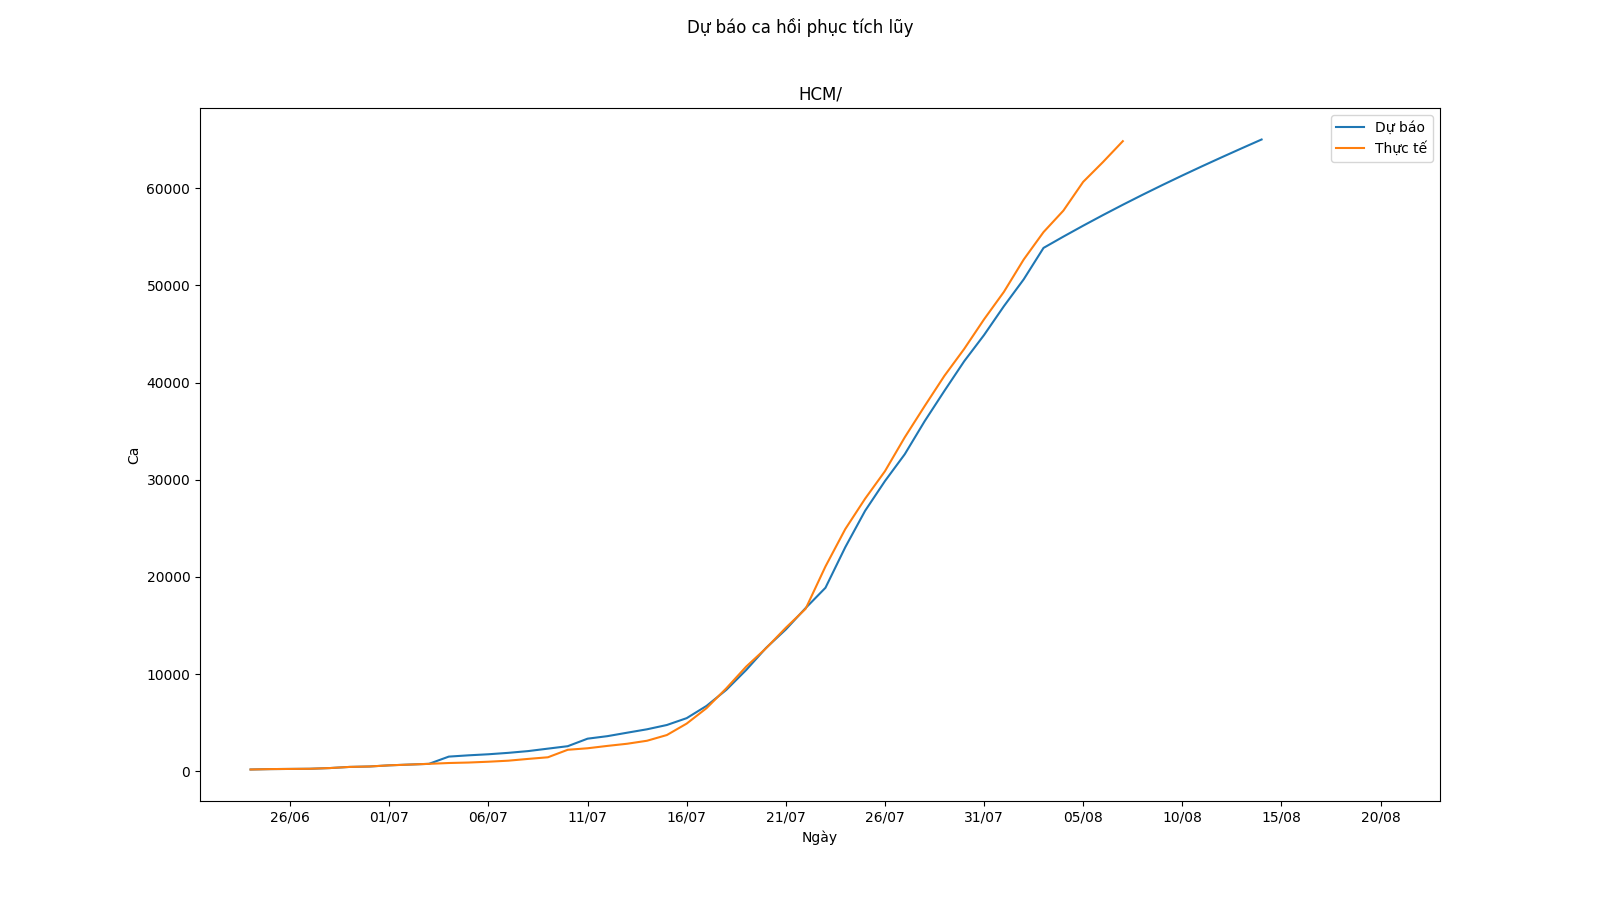 Dự báo ca hồi phục tích lũy
HCM/
Dự báo
Thực tế
60000
50000
40000
30000
20000
10000
0
Ca
26/06 01/07 06/07 11/07 16/07 21/07 26/07 31/07 05/08 10/08 15/08 20/08
Ngày